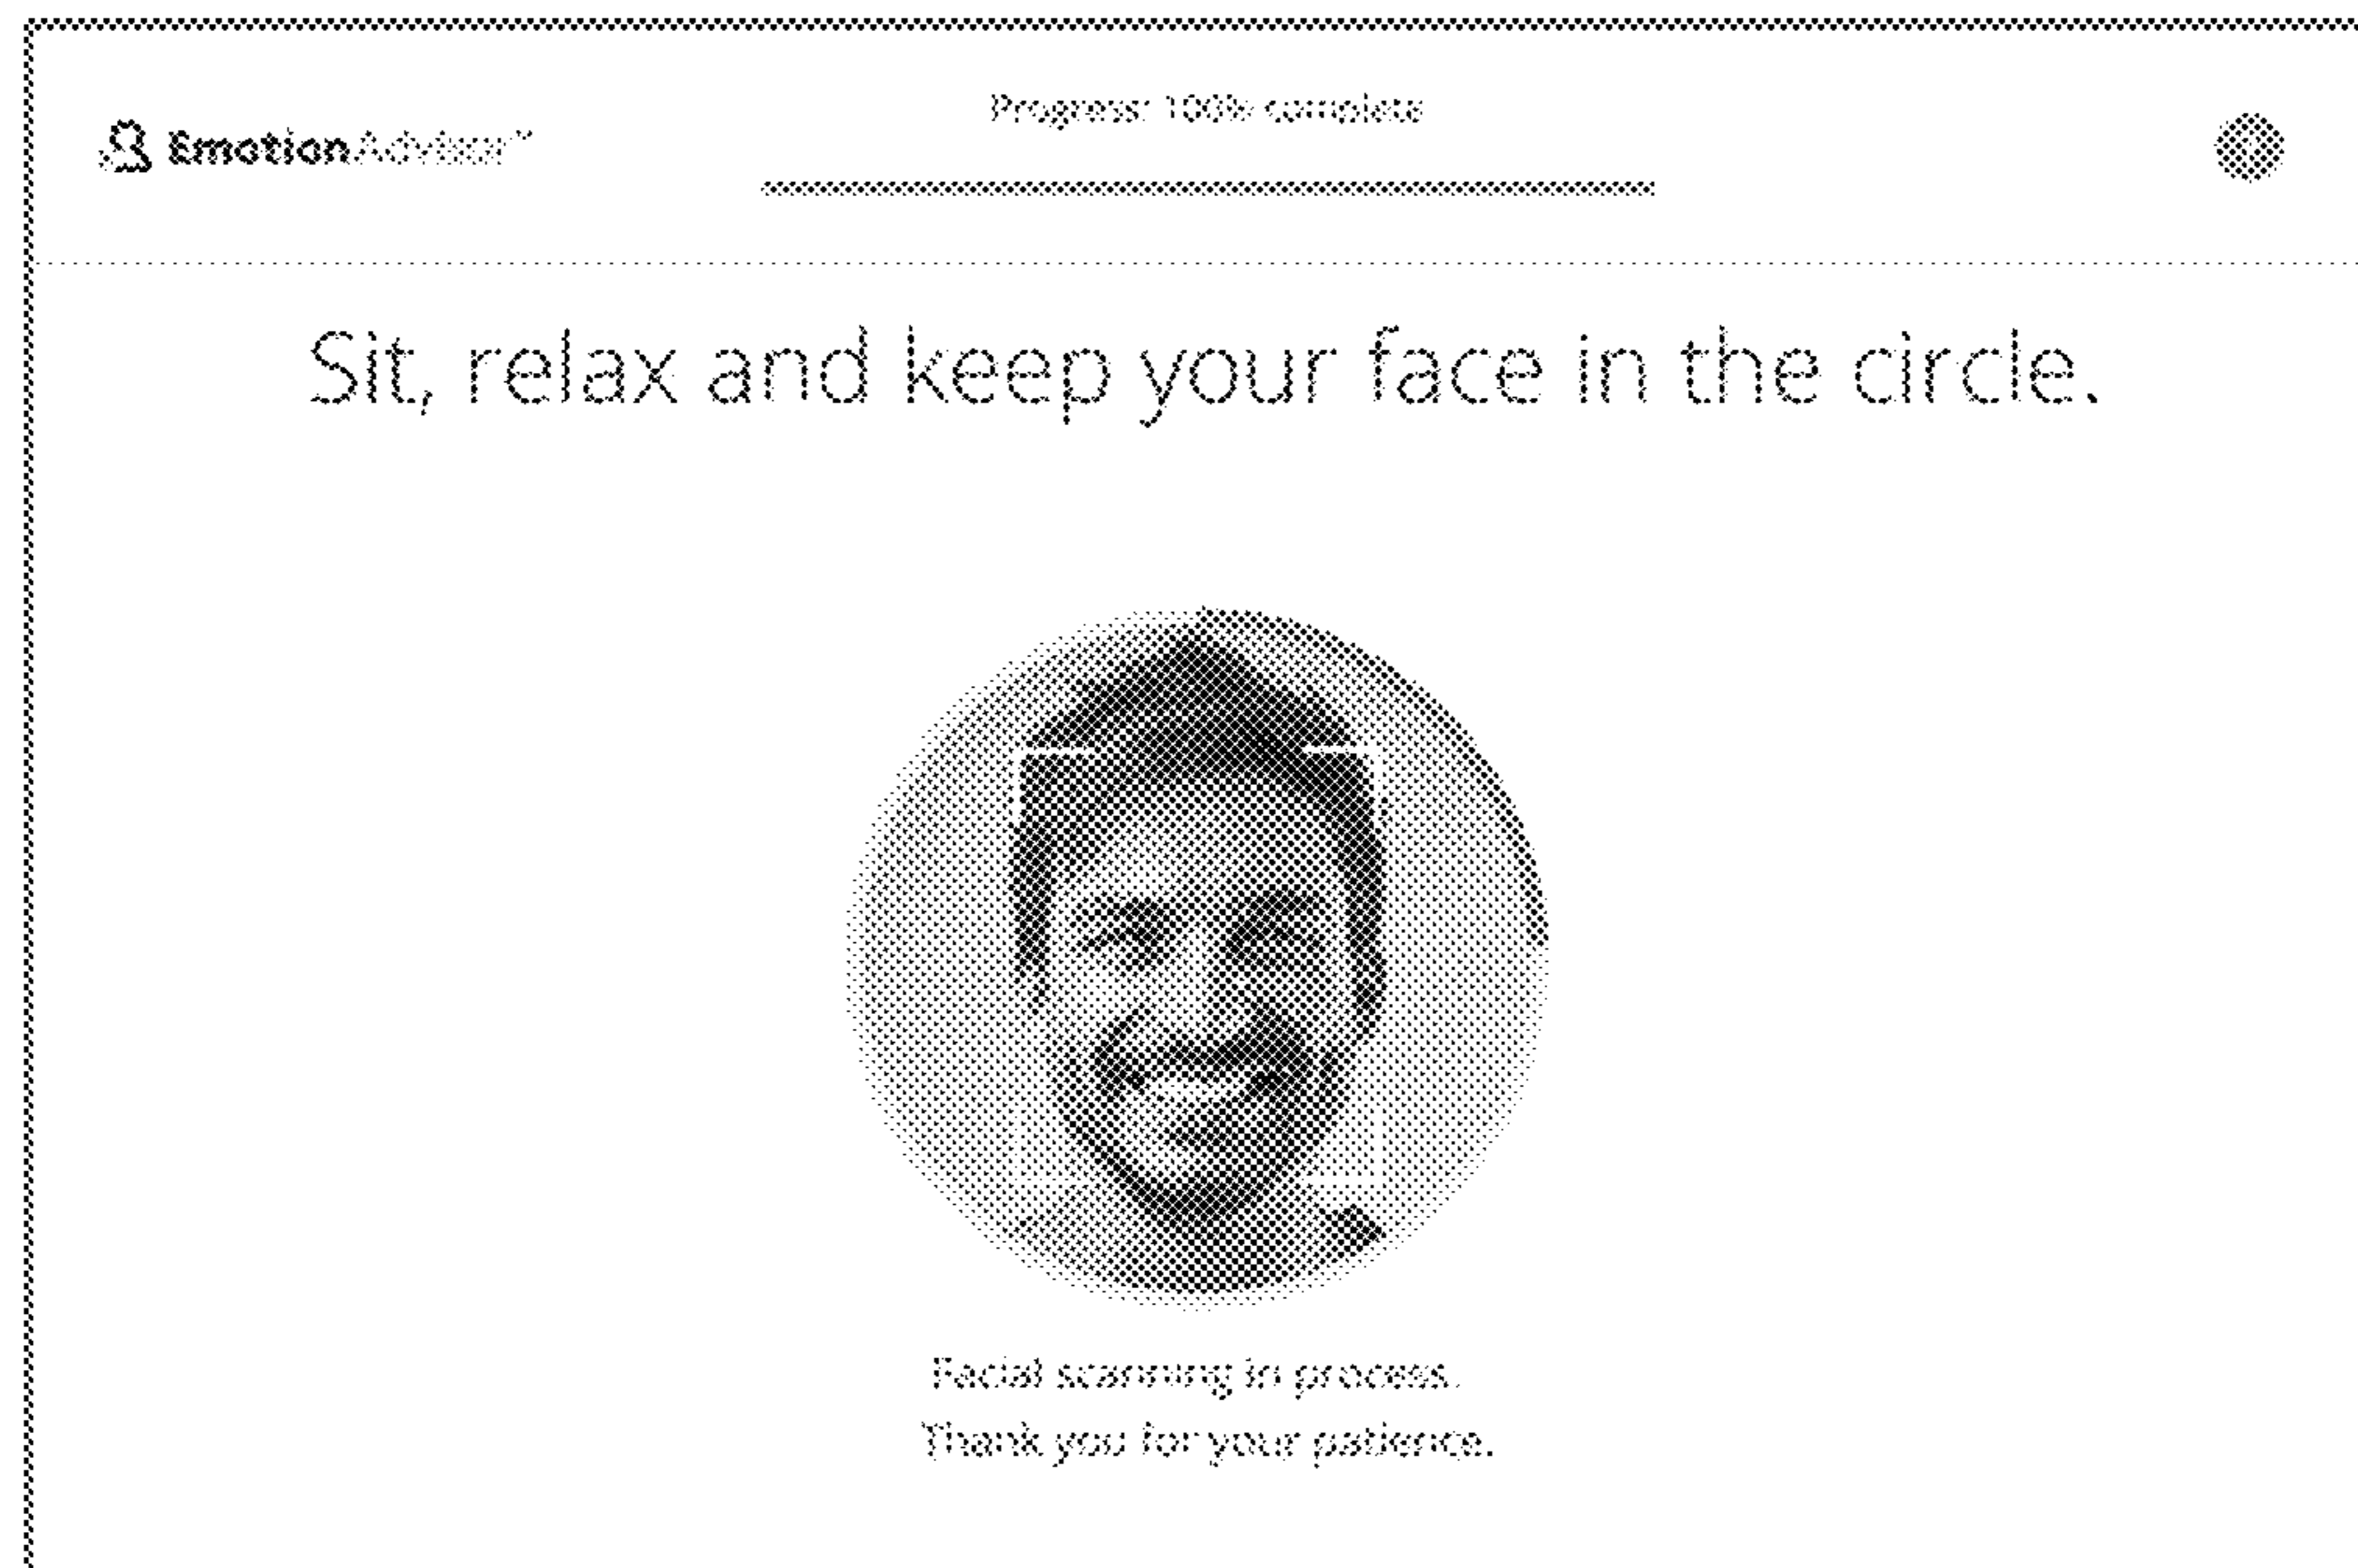 Progress: 100% complete
EmotionAdvisor™
Sit, relax and keep your face in the circle.
Facial scanning in process.
Thank you for your patience.